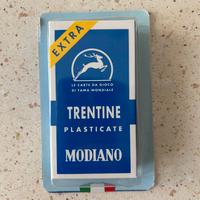 EXTRA
LE CARTE DA GIOCO
DI FAMA MONDIALE
TRENTINE
PLASTICATE
MODIANO